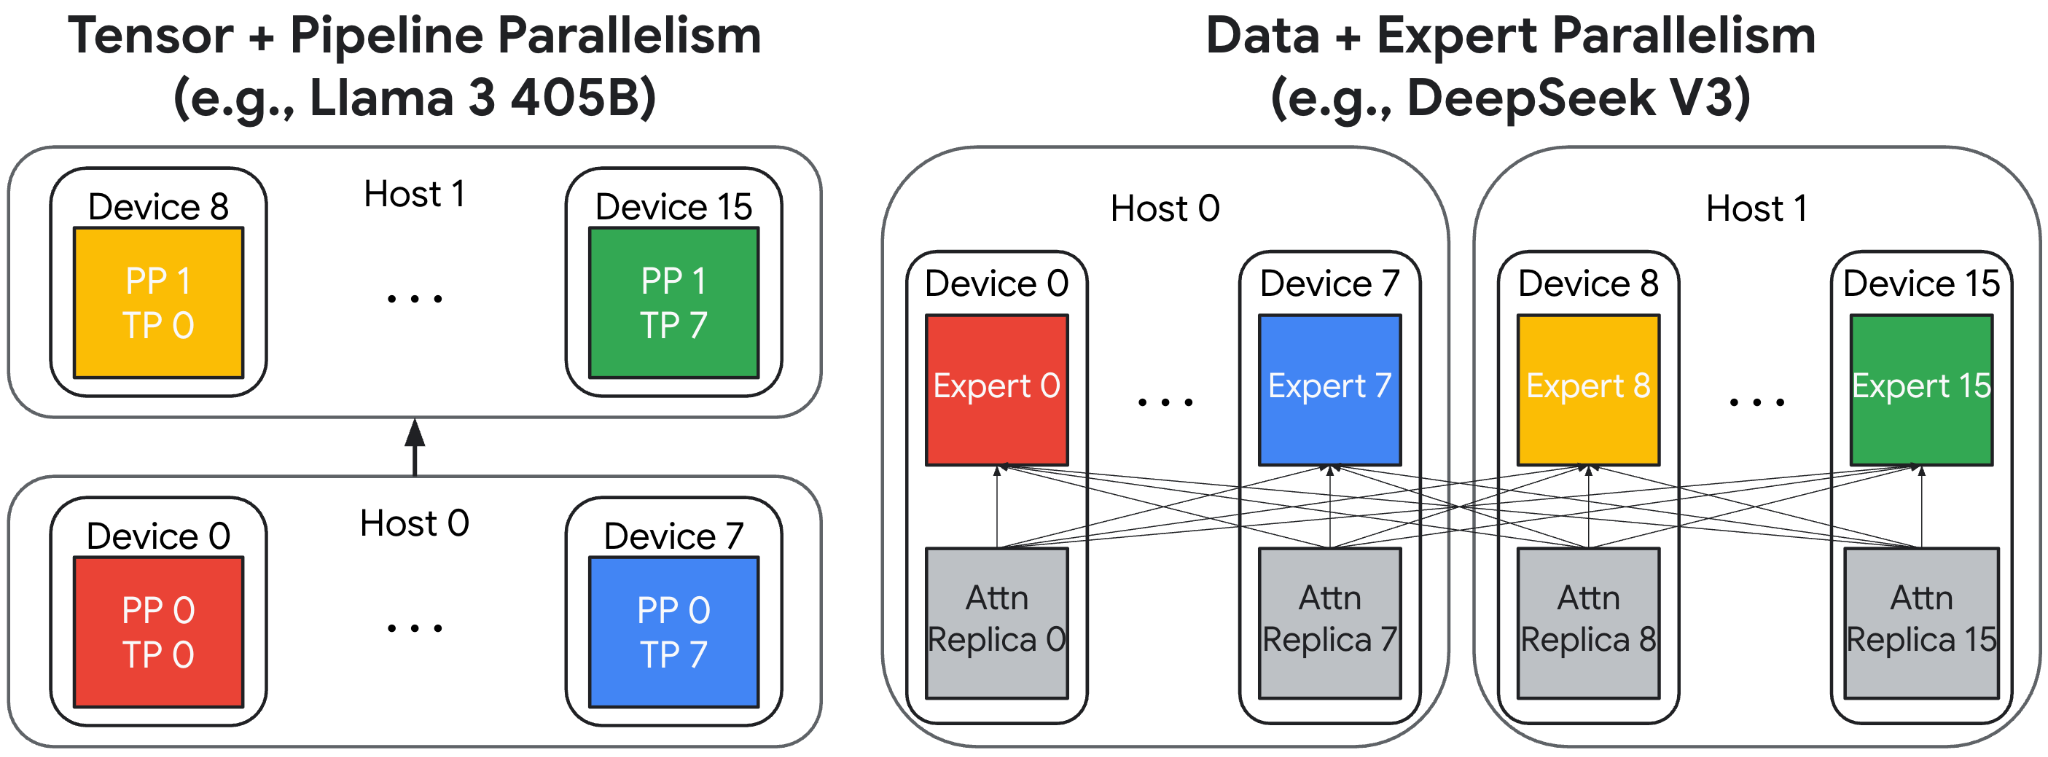 Tensor + Pipeline Parallelism
(e.g., Llama 3 405B)
Device 8
Host 1
Device 15
PP 1
TP 0
...
PP 1
TP 7
Device 0
Host 0
Device 7
PP 0
TP 0
...
PP 0
TP 7
Data + Expert Parallelism
(e.g., DeepSeek V3)
Host 0
Device 0
Device 7
Expert 0
...
Expert 7
Attn
Replica 0
Attn
Replica 7
Host 1
Device 8
Device 15
Expert 8
...
Expert 15
Attn
Replica 8
Attn
Replica 15